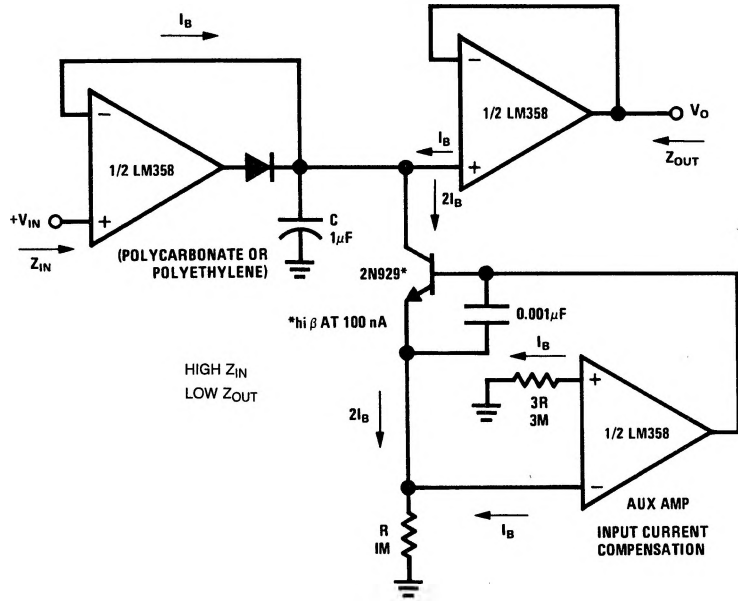 I_B
−
1/2 LM358
+
+V_IN
Z_IN
C
1µF
(POLYCARBONATE OR
POLYETHYLENE)
−
1/2 LM358
+
I_B
V_O
Z_OUT
2I_B
2N929*
*hi β AT 100 nA
0.001µF
HIGH Z_IN
LOW Z_OUT
I_B
3R
3M
+
1/2 LM358
−
2I_B
I_B
R
1M
AUX AMP
INPUT CURRENT
COMPENSATION